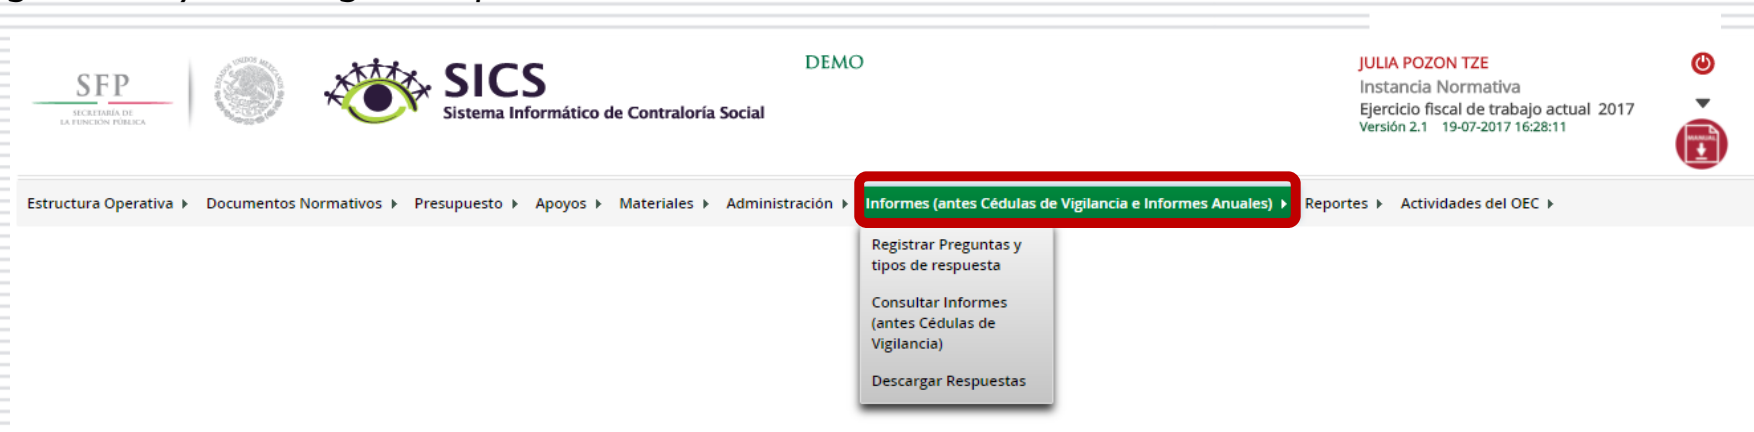 DEMO
SFP
SECRETARÍA DE
LA FUNCIÓN PÚBLICA
SICS
Sistema Informático de Contraloría Social
JULIA POZON TZE
Instancia Normativa
Ejercicio fiscal de trabajo actual 2017
Versión 2.1 19-07-2017 16:28:11
MANUAL
Estructura Operativa Documentos Normativos Presupuesto Apoyos Materiales Administración Informes (antes Cédulas de Vigilancia e Informes Anuales) Reportes Actividades del OEC
Registrar Preguntas y
tipos de respuesta
Consultar Informes
(antes Cédulas de
Vigilancia)
Descargar Respuestas